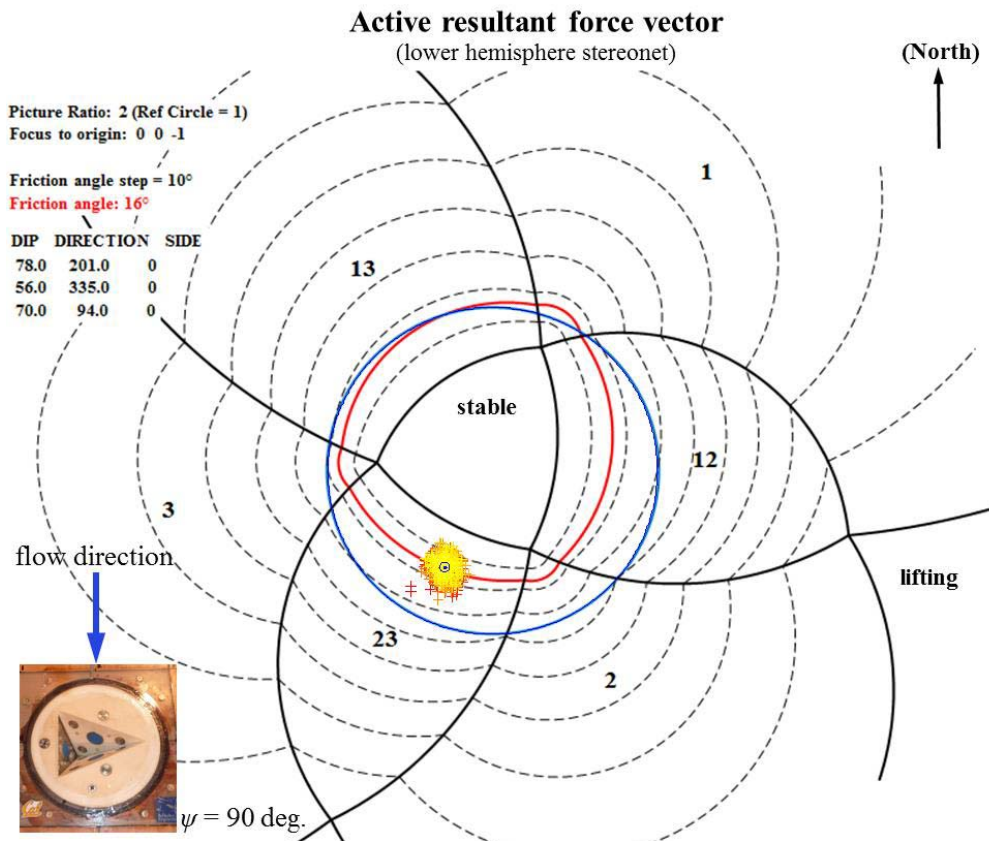 Active resultant force vector
(lower hemisphere stereonet)
(North)
Picture Ratio: 2 (Ref Circle = 1)
Focus to origin: 0 0 -1
Friction angle step = 10°
Friction angle: 16°
DIP DIRECTION SIDE
78.0 201.0 0
56.0 335.0 0
70.0 94.0 0
1
13
stable
12
3
flow direction
lifting
23
2
ψ = 90 deg.